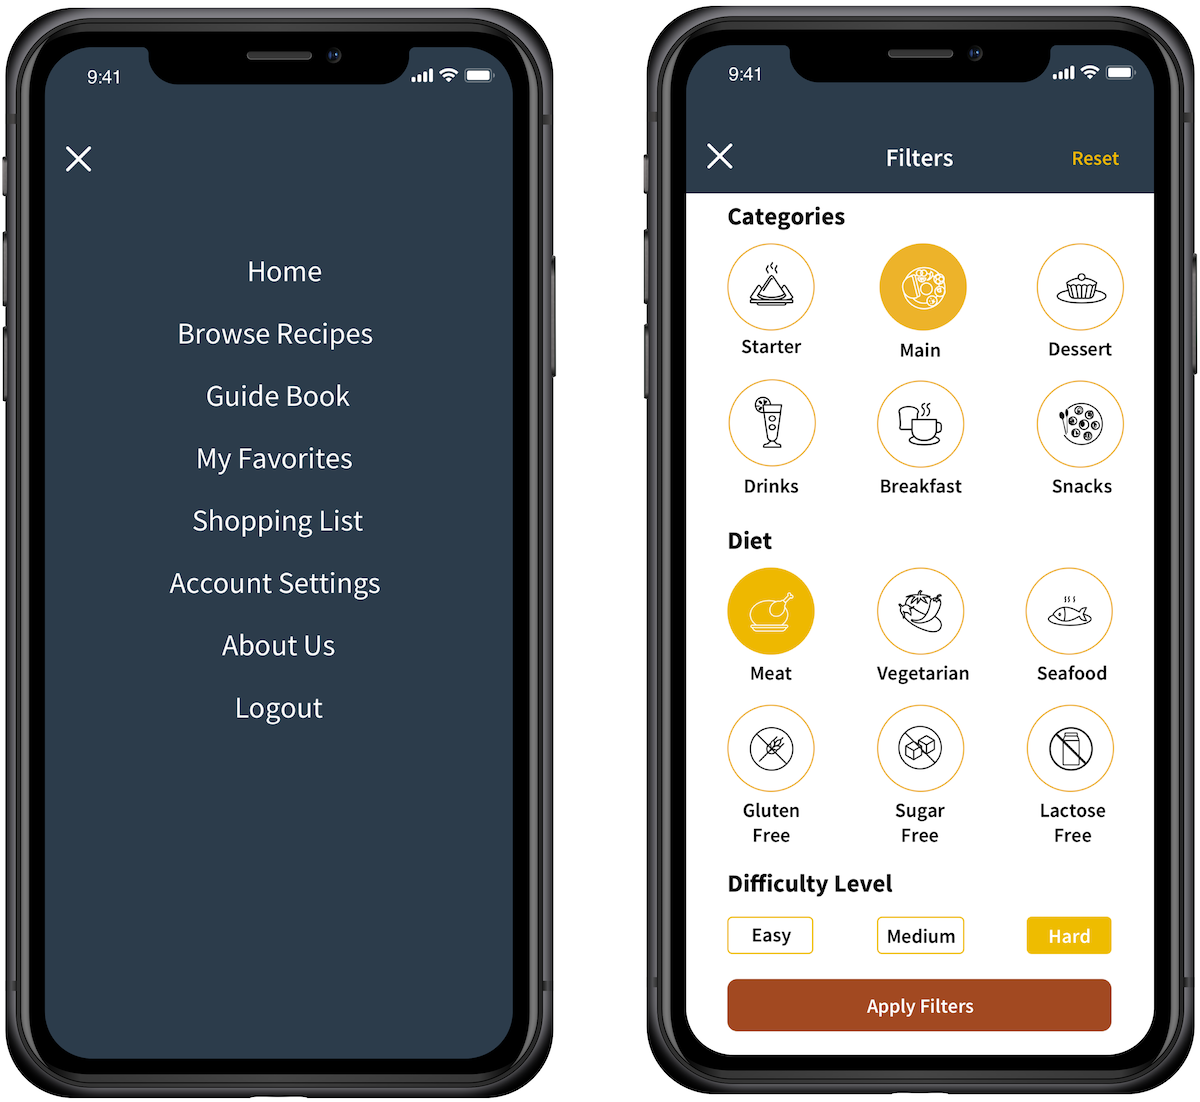 9:41
Home
Browse Recipes
Guide Book
My Favorites
Shopping List
Account Settings
About Us
Logout
9:41
Filters
Reset
Categories
Starter
Main
Dessert
Drinks
Breakfast
Snacks
Diet
Meat
Vegetarian
Seafood
Gluten
Free
Sugar
Free
Lactose
Free
Difficulty Level
Easy
Medium
Hard
Apply Filters